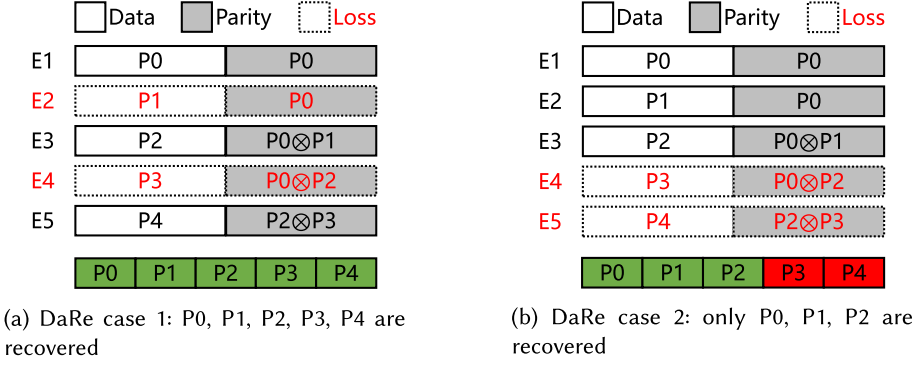 Data Parity Loss
E1 P0 P0
E2 P1 P0
E3 P2 P0⊗P1
E4 P3 P0⊗P2
E5 P4 P2⊗P3
P0 P1 P2 P3 P4
(a) DaRe case 1: P0, P1, P2, P3, P4 are
recovered
Data Parity Loss
E1 P0 P0
E2 P1 P0
E3 P2 P0⊗P1
E4 P3 P0⊗P2
E5 P4 P2⊗P3
P0 P1 P2 P3 P4
(b) DaRe case 2: only P0, P1, P2 are
recovered